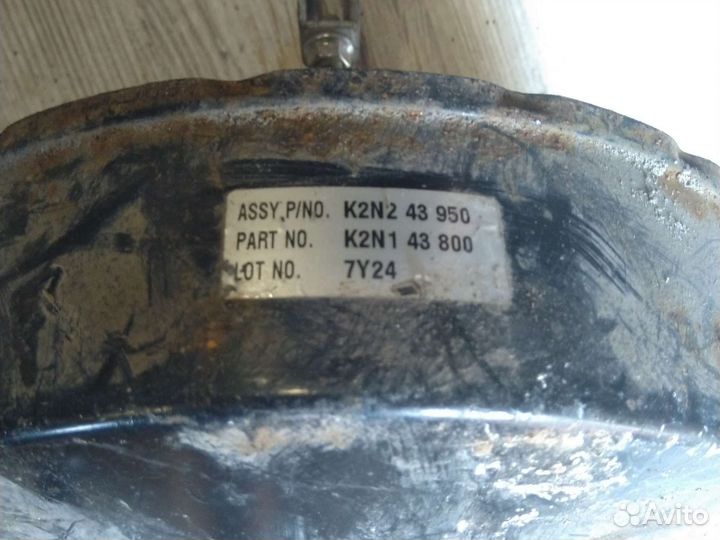 ASSY,P/NO. K2N2 43 950
PART NO. K2N1 43 800
LOT NO. 7Y24
Avito